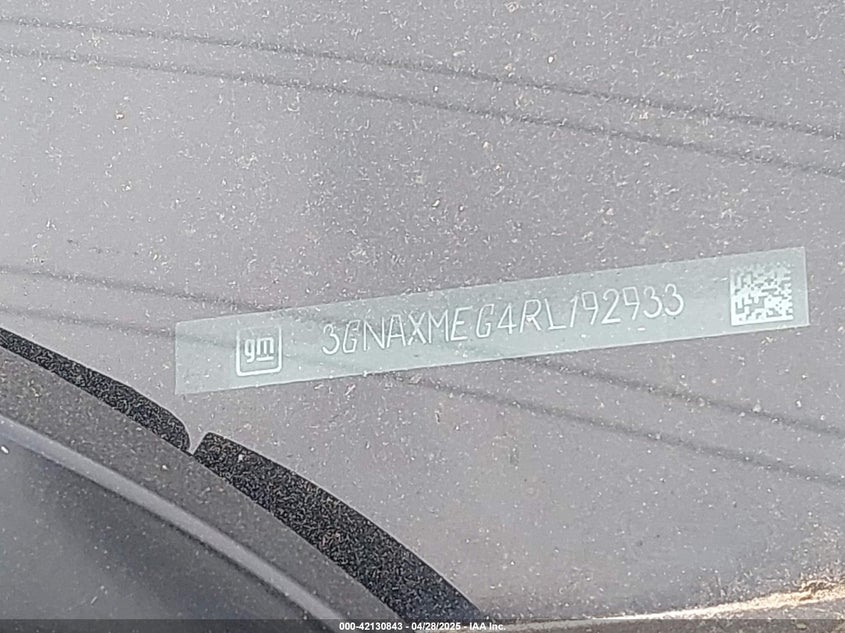 gm 3GNAXMEG4RL192933
000-42130843 - 04/28/2025 - IAA Inc.